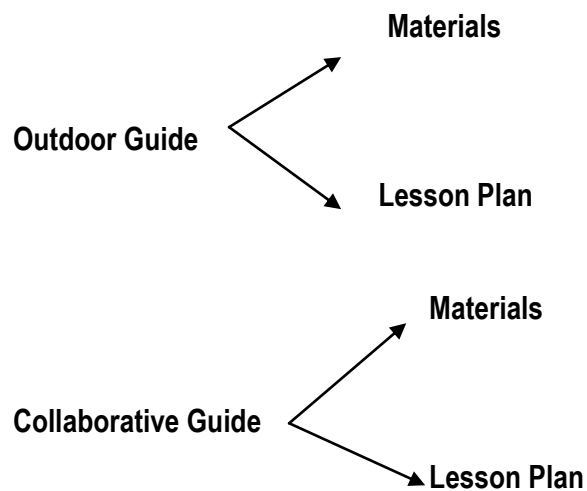 Materials
Outdoor Guide
Lesson Plan
Materials
Collaborative Guide
Lesson Plan